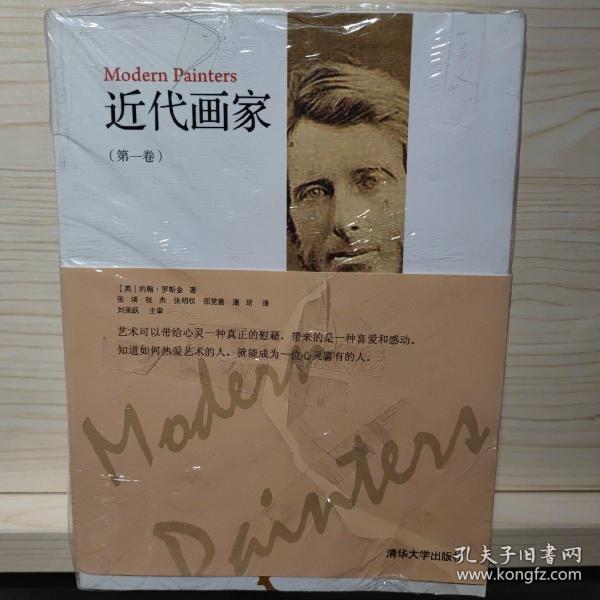 Modern Painters
近代画家
（第一卷）
［英］约翰·罗斯金 著
张 璘 张 杰 张明权 邵党喜 潘 珺 译
刘荣跃 主审
艺术可以带给心灵一种真正的慰藉，带来的是一种喜爱和感动。
知道如何热爱艺术的人，就能成为一位心灵富有的人。
Modern
Painters
清华大学出版
孔夫子旧书网
www.kongfz.com